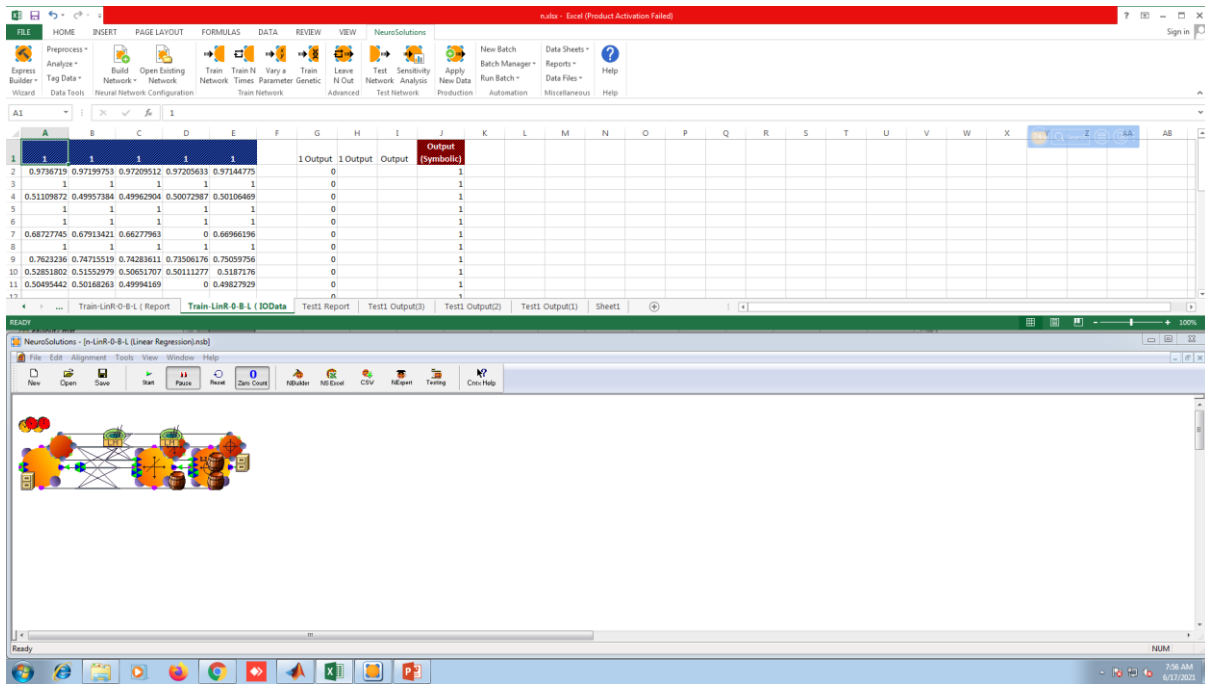 n.xlsx - Excel (Product Activation Failed)
FILE HOME INSERT PAGE LAYOUT FORMULAS DATA REVIEW VIEW NeuroSolutions Sign in
Express Builder Preprocess Analyze Tag Data Build Network Open Existing Network Train Network Train N Times Vary a Parameter Train Genetic Leave N Out Test Network Sensitivity Analysis Apply New Data New Batch Batch Manager Run Batch Data Sheets Reports Data Files Help
Wizard Data Tools Neural Network Configuration Train Network Advanced Test Network Production Automation Miscellaneous Help
A1 fx 1
A B C D E F G H I J K L M N O P Q R S T U V W X Y Z AA AB
1 1 1 1 1 1 1 Output 1 Output Output Output (Symbolic)
2 0.9736719 0.97199753 0.97209512 0.97205633 0.97144775 0 1
3 1 1 1 1 1 0 1
4 0.51109872 0.49957384 0.49962904 0.50072987 0.50106469 0 1
5 1 1 1 1 1 0 1
6 1 1 1 1 1 0 1
7 0.68727745 0.67913421 0.66277963 0 0.66966196 0 1
8 1 1 1 1 1 0 1
9 0.7623236 0.74715519 0.74283611 0.73506176 0.75059756 0 1
10 0.52851802 0.51552979 0.50651707 0.50111277 0.5187176 0 1
11 0.50495442 0.50168263 0.49994169 0 0.49827929 0 1
... Train-LinR-0-B-L ( Report Train-LinR-0-B-L ( IOData Test1 Report Test1 Output(3) Test1 Output(2) Test1 Output(1) Sheet1
READY 100%
NeuroSolutions - [n-LinR-0-B-L (Linear Regression).nsb]
File Edit Alignment Tools View Window Help
New Open Save Start Pause Reset Zero Count NBuilder NS Excel CSV NExpert Testing Cntx Help
Ready NUM
7:56 AM
6/17/2021